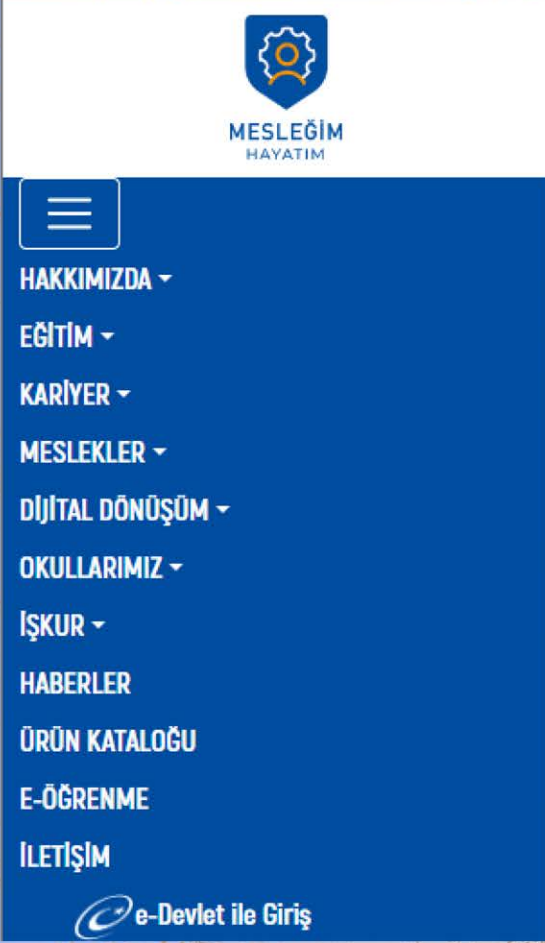 MESLEĞİM
HAYATIM
HAKKIMIZDA
EĞİTİM
KARİYER
MESLEKLER
DİJİTAL DÖNÜŞÜM
OKULLARIMIZ
İŞKUR
HABERLER
ÜRÜN KATALOĞU
E-ÖĞRENME
İLETİŞİM
e-Devlet ile Giriş